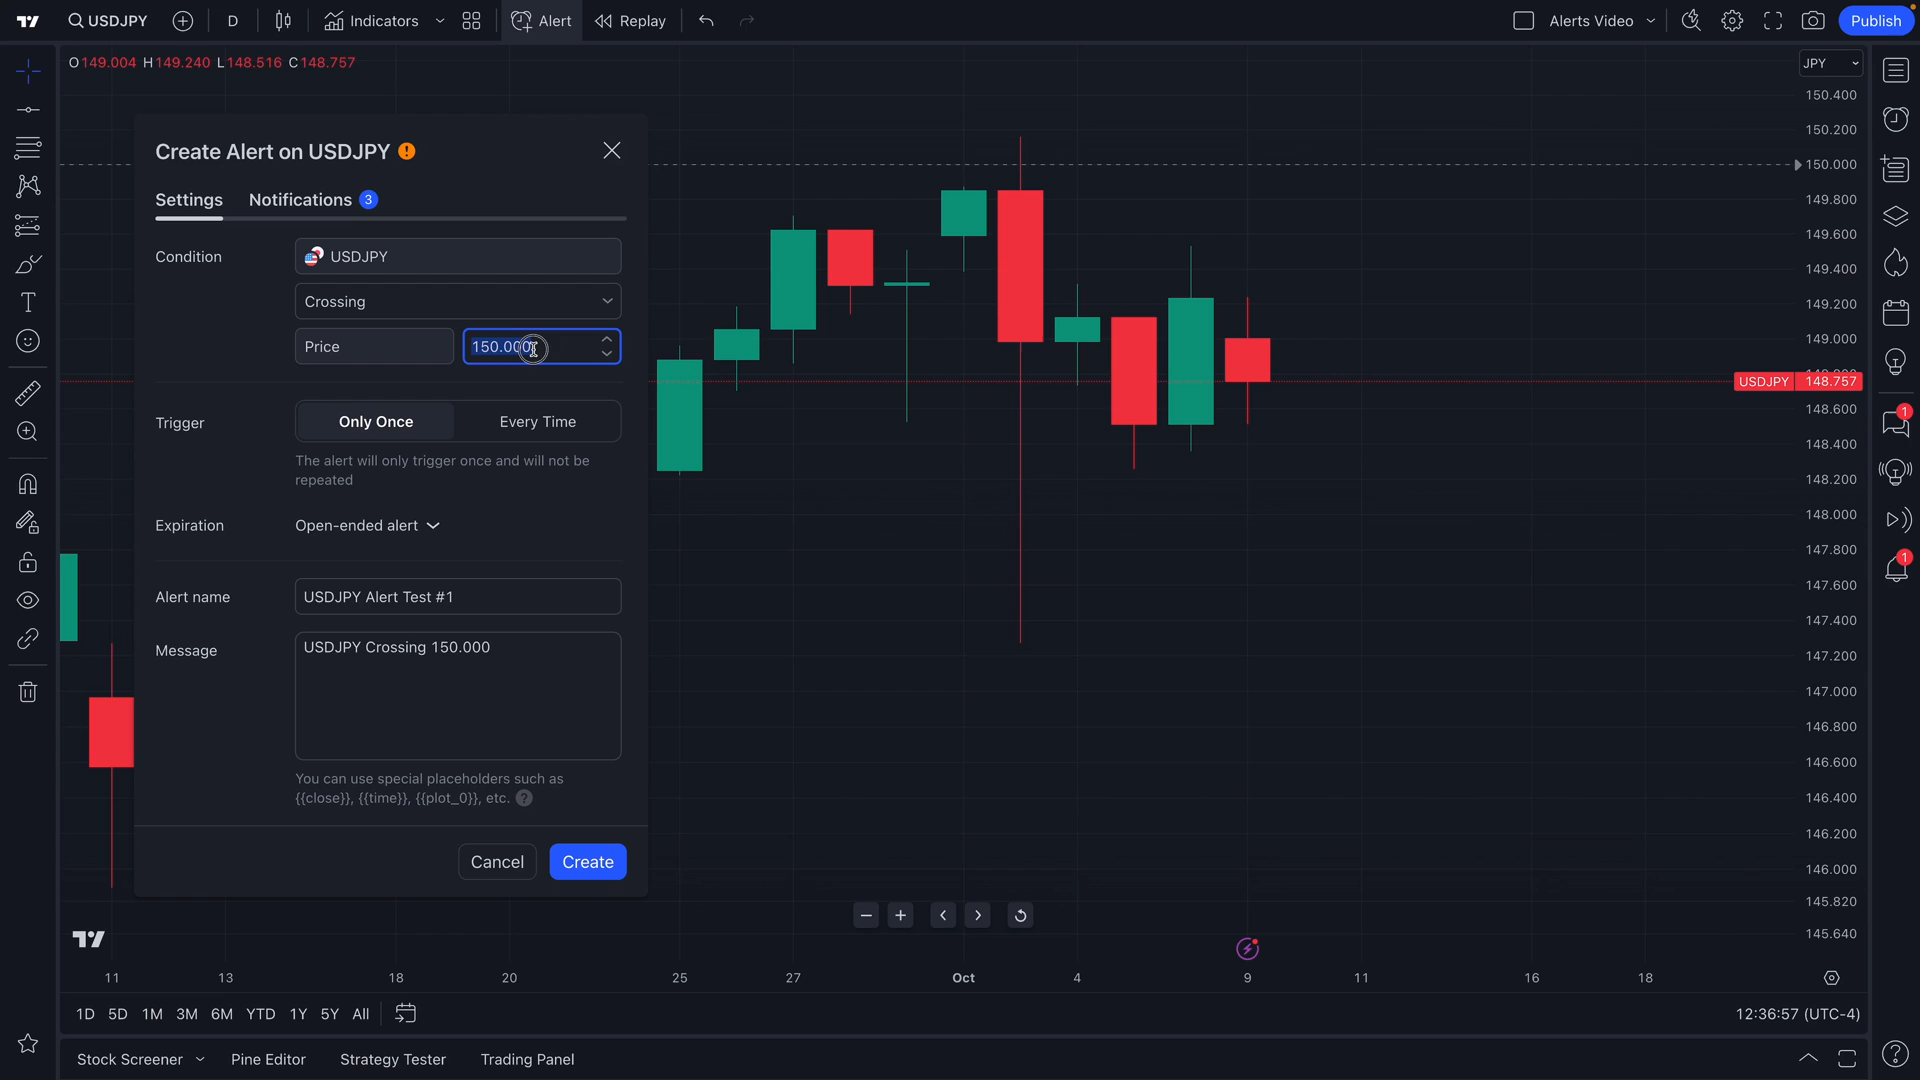 USDJPY D Indicators Alert Replay Alerts Video Publish
O149.004 H149.240 L148.516 C148.757
JPY
150.400
150.200
150.000
149.800
149.600
149.400
149.200
149.000
148.800
USDJPY 148.757
148.600
148.400
148.200
148.000
147.800
147.600
147.400
147.200
147.000
146.800
146.600
146.400
146.200
146.000
145.820
145.640
Create Alert on USDJPY
Settings Notifications 3
Condition USDJPY
Crossing
Price 150.000
Trigger Only Once Every Time
The alert will only trigger once and will not be
repeated
Expiration Open-ended alert
Alert name USDJPY Alert Test #1
Message USDJPY Crossing 150.000
You can use special placeholders such as
{{close}}, {{time}}, {{plot_0}}, etc. ?
Cancel Create
1
1
11 13 18 20 25 27 Oct 4 9 11 16 18
1D 5D 1M 3M 6M YTD 1Y 5Y All 12:36:57 (UTC-4)
Stock Screener Pine Editor Strategy Tester Trading Panel